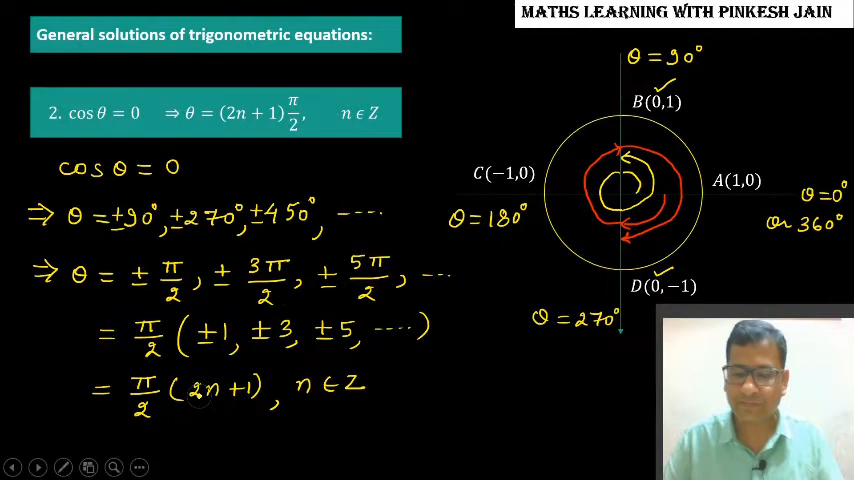 MATHS LEARNING WITH PINKESH JAIN
General solutions of trigonometric equations:
2. cos θ = 0 ⇒ θ = (2n + 1) π/2, n ϵ Z
cos θ = 0
⇒ θ = ±90°, ±270°, ±450°, ....
⇒ θ = ± π/2, ± 3π/2, ± 5π/2, ...
= π/2 (±1, ±3, ±5, ....)
= π/2 (2n+1), n ∈ Z
θ = 90°
B(0,1)
C(−1,0)
θ = 180°
A(1,0)
θ = 0°
or 360°
D(0,−1)
θ = 270°